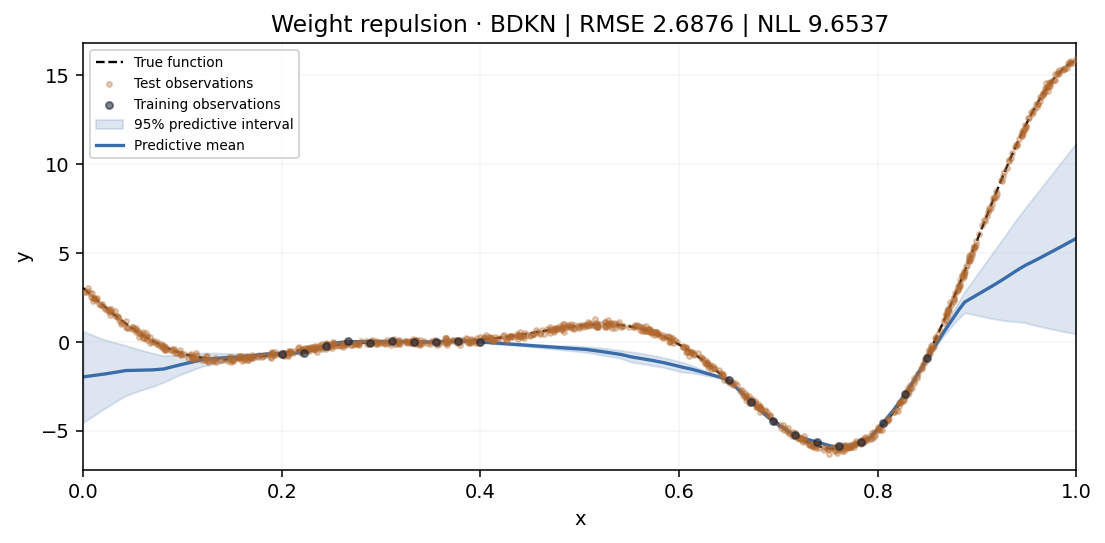 Weight repulsion · BDKN | RMSE 2.6876 | NLL 9.6537
True function
Test observations
Training observations
95% predictive interval
Predictive mean
15
10
5
0
−5
y
0.0 0.2 0.4 0.6 0.8 1.0
x